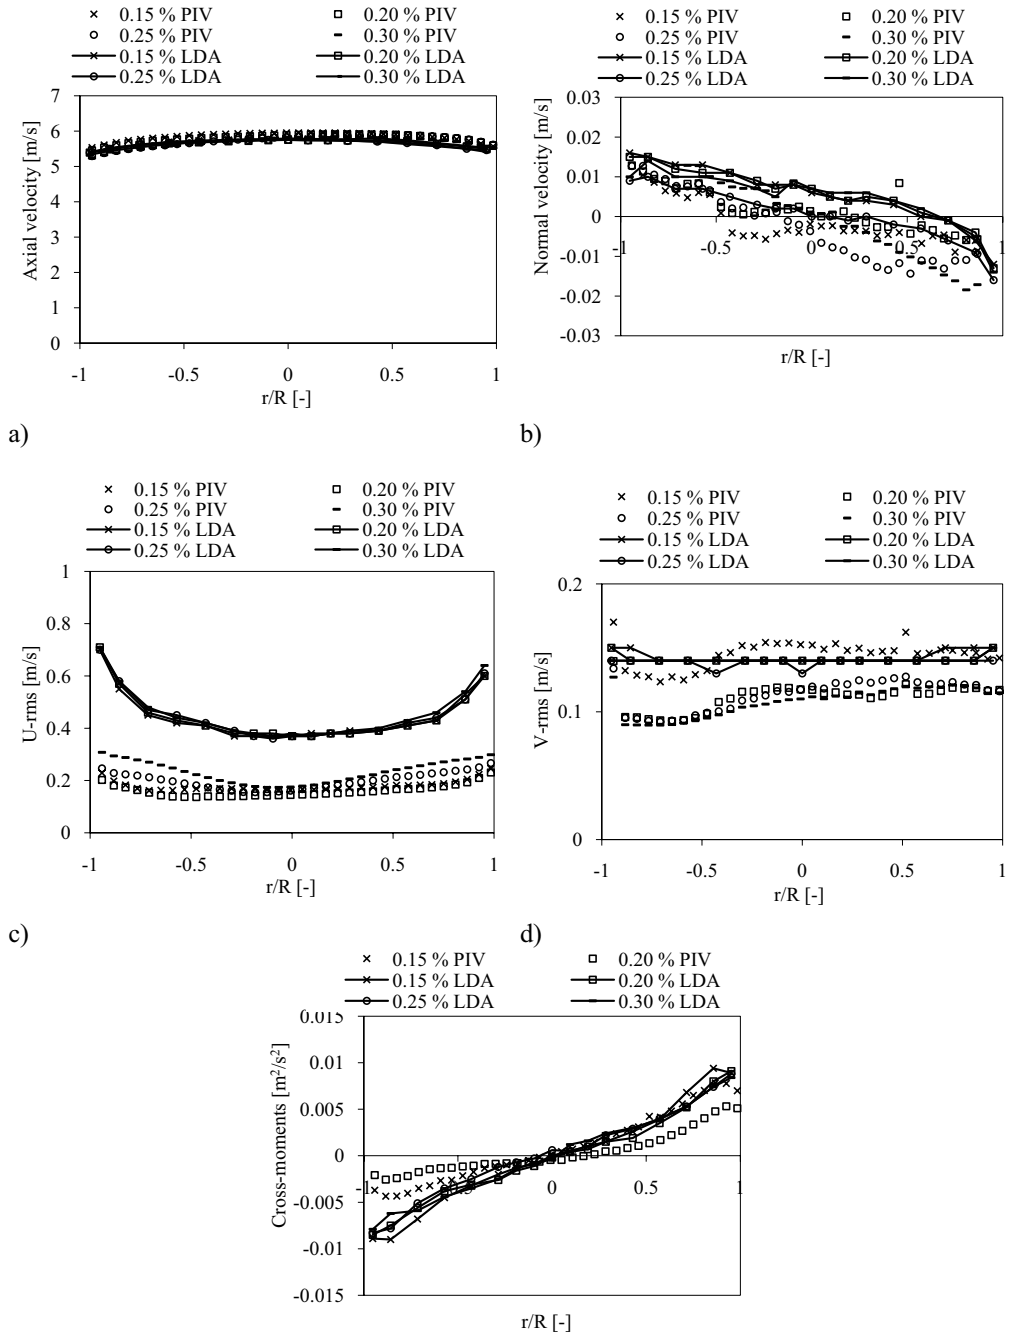 0.15 % PIV 0.20 % PIV
0.25 % PIV 0.30 % PIV
0.15 % LDA 0.20 % LDA
0.25 % LDA 0.30 % LDA
7
6
5
4
3
2
1
0
Axial velocity [m/s]
-1 -0.5 0 0.5 1
r/R [-]
a)
0.15 % PIV 0.20 % PIV
0.25 % PIV 0.30 % PIV
0.15 % LDA 0.20 % LDA
0.25 % LDA 0.30 % LDA
0.03
0.02
0.01
0
-0.01
-0.02
-0.03
Normal velocity [m/s]
-1 -0.5 0 0.5 1
r/R [-]
b)
0.15 % PIV 0.20 % PIV
0.25 % PIV 0.30 % PIV
0.15 % LDA 0.20 % LDA
0.25 % LDA 0.30 % LDA
1
0.8
0.6
0.4
0.2
0
U-rms [m/s]
-1 -0.5 0 0.5 1
r/R [-]
c)
0.15 % PIV 0.20 % PIV
0.25 % PIV 0.30 % PIV
0.15 % LDA 0.20 % LDA
0.25 % LDA 0.30 % LDA
0.2
0.1
0
V-rms [m/s]
-1 -0.5 0 0.5 1
r/R [-]
d)
0.15 % PIV 0.20 % PIV
0.15 % LDA 0.20 % LDA
0.25 % LDA 0.30 % LDA
0.015
0.01
0.005
0
-0.005
-0.01
-0.015
Cross-moments [m²/s²]
-1 -0.5 0 0.5 1
r/R [-]